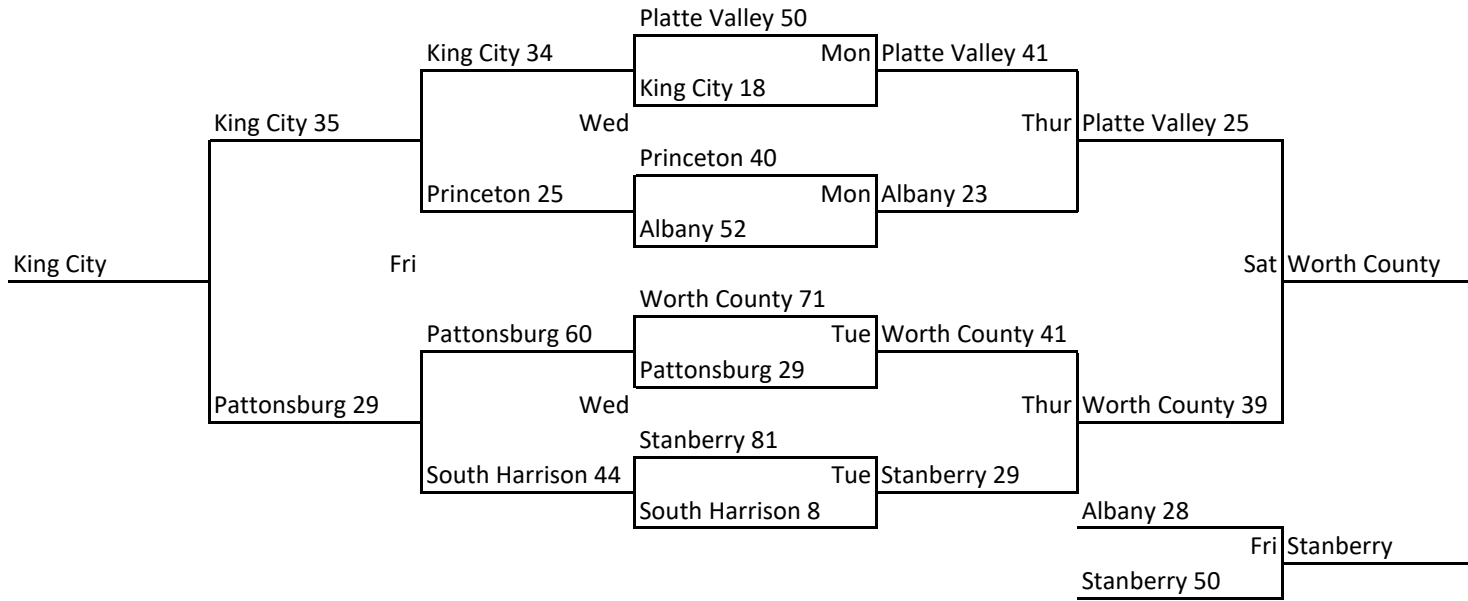 Platte Valley 50
King City 34
Mon Platte Valley 41
King City 18
King City 35
Wed
Thur Platte Valley 25
Princeton 40
Princeton 25
Mon Albany 23
Albany 52
King City
Fri
Sat Worth County
Worth County 71
Pattonsburg 60
Tue Worth County 41
Pattonsburg 29
Pattonsburg 29
Wed
Thur Worth County 39
Stanberry 81
South Harrison 44
Tue Stanberry 29
South Harrison 8
Albany 28
Fri Stanberry
Stanberry 50